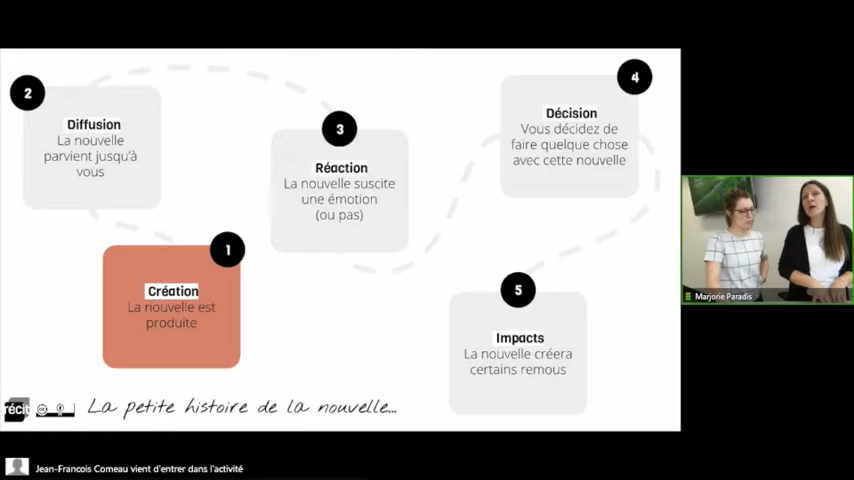 2
Diffusion
La nouvelle
parvient jusqu'à
vous
3
Réaction
La nouvelle suscite
une émotion
(ou pas)
4
Décision
Vous décidez de
faire quelque chose
avec cette nouvelle
1
Création
La nouvelle est
produite
5
Impacts
La nouvelle créera
certains remous
récit
La petite histoire de la nouvelle...
Marjorie Paradis
Jean-Francois Comeau vient d'entrer dans l'activité